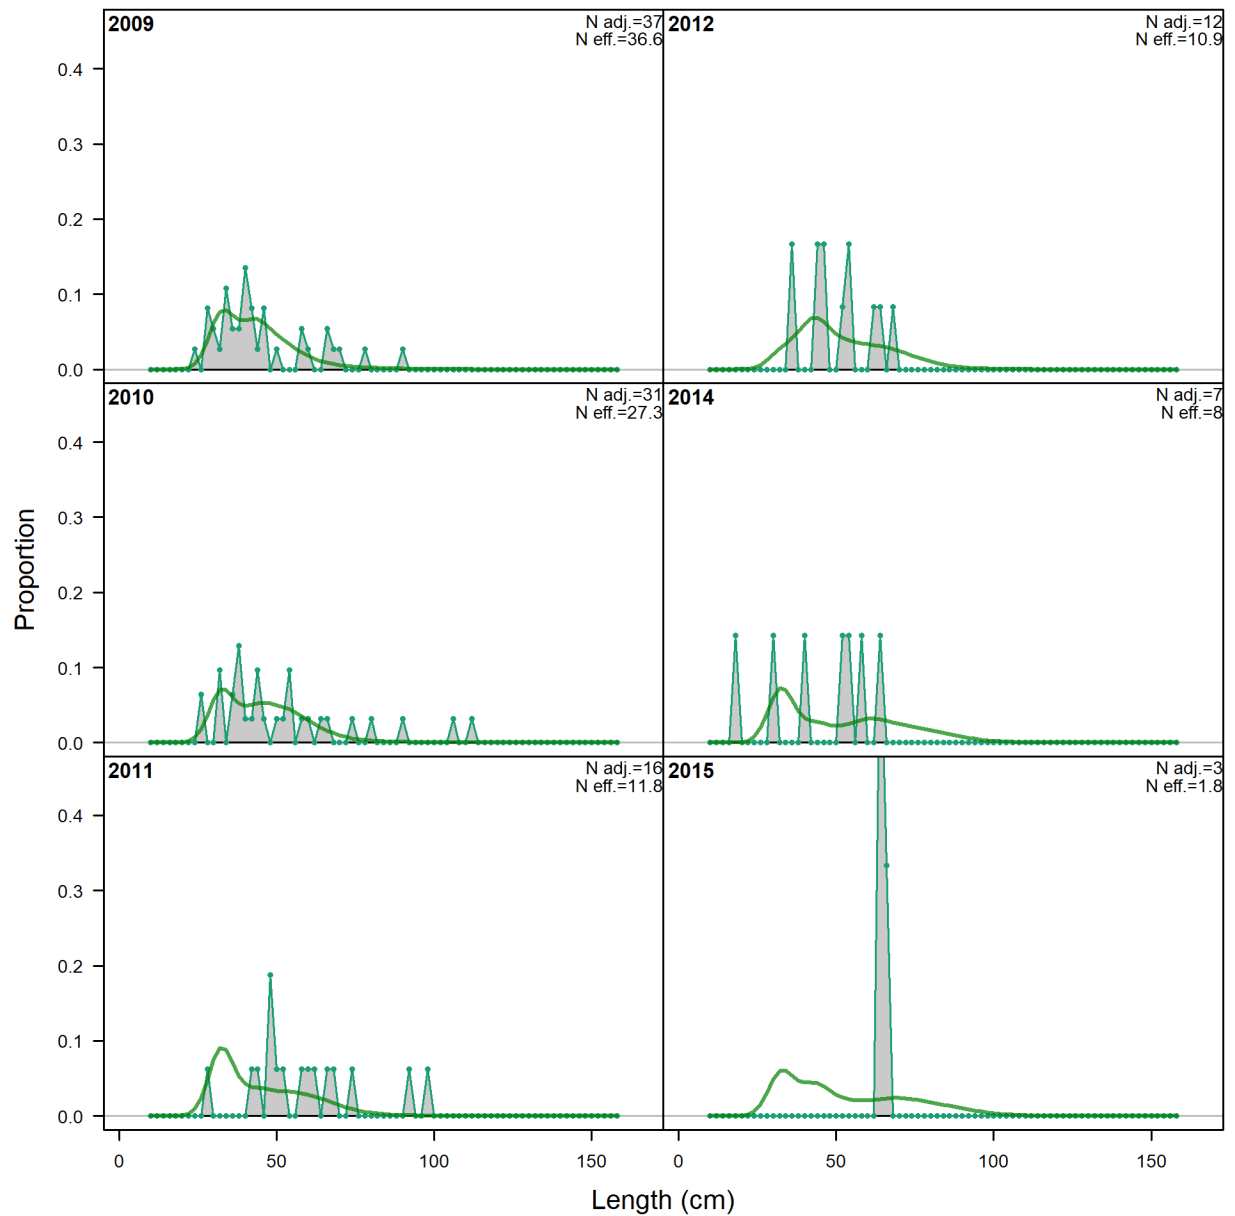 2009
N adj.=37
N eff.=36.6
2012
N adj.=12
N eff.=10.9
0.4
0.3
0.2
0.1
0.0
2010
N adj.=31
N eff.=27.3
2014
N adj.=7
N eff.=8
0.4
0.3
0.2
0.1
0.0
Proportion
2011
N adj.=16
N eff.=11.8
2015
N adj.=3
N eff.=1.8
0.4
0.3
0.2
0.1
0.0
0 50 100 150 0 50 100 150
Length (cm)